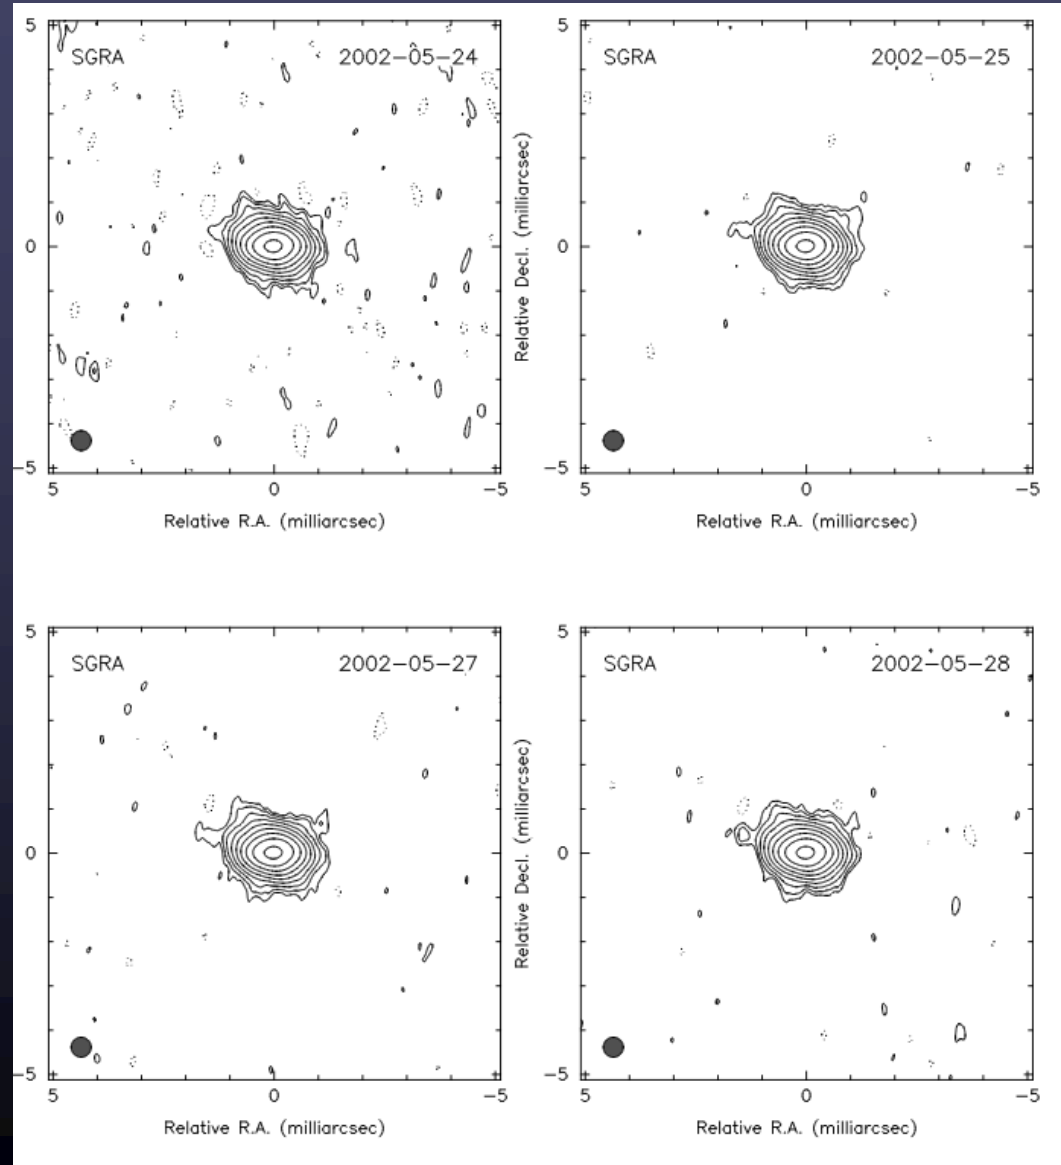 5
SGRA 2002-05-24
0
-5
5 0 -5
Relative R.A. (milliarcsec)
5
SGRA 2002-05-25
Relative Decl. (milliarcsec)
0
-5
5 0 -5
Relative R.A. (milliarcsec)
5
SGRA 2002-05-27
0
-5
5 0 -5
Relative R.A. (milliarcsec)
5
SGRA 2002-05-28
Relative Decl. (milliarcsec)
0
-5
5 0 -5
Relative R.A. (milliarcsec)